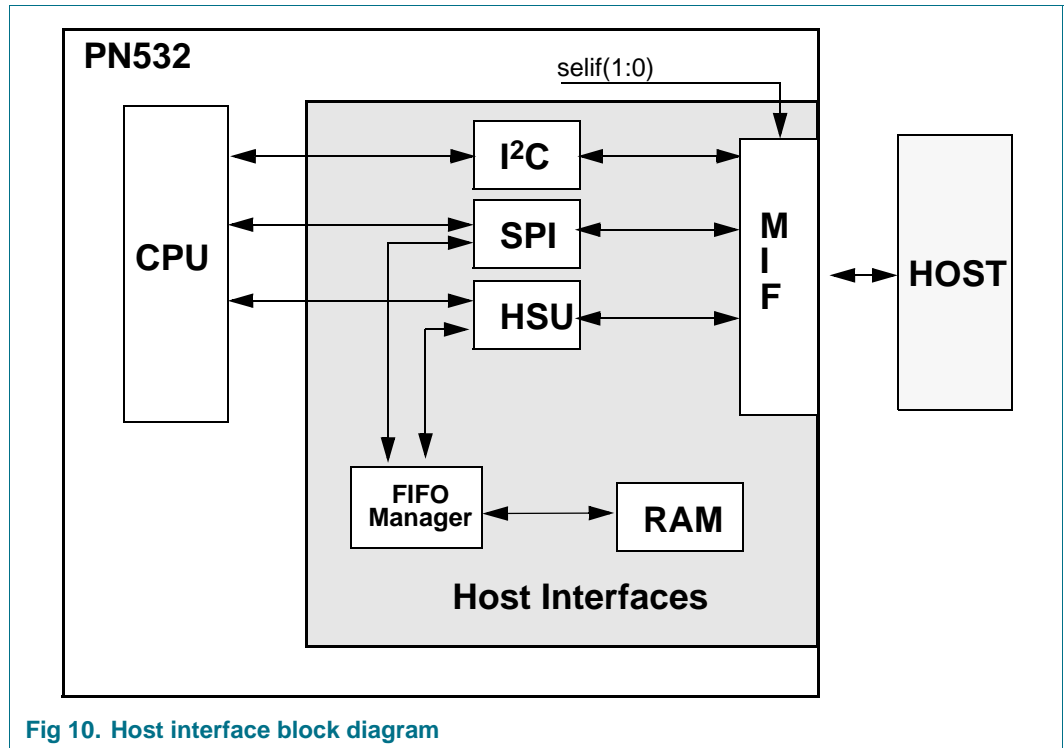 PN532
selif(1:0)
I²C
SPI
HSU
CPU
M
I
F
HOST
FIFO
Manager
RAM
Host Interfaces
Fig 10. Host interface block diagram